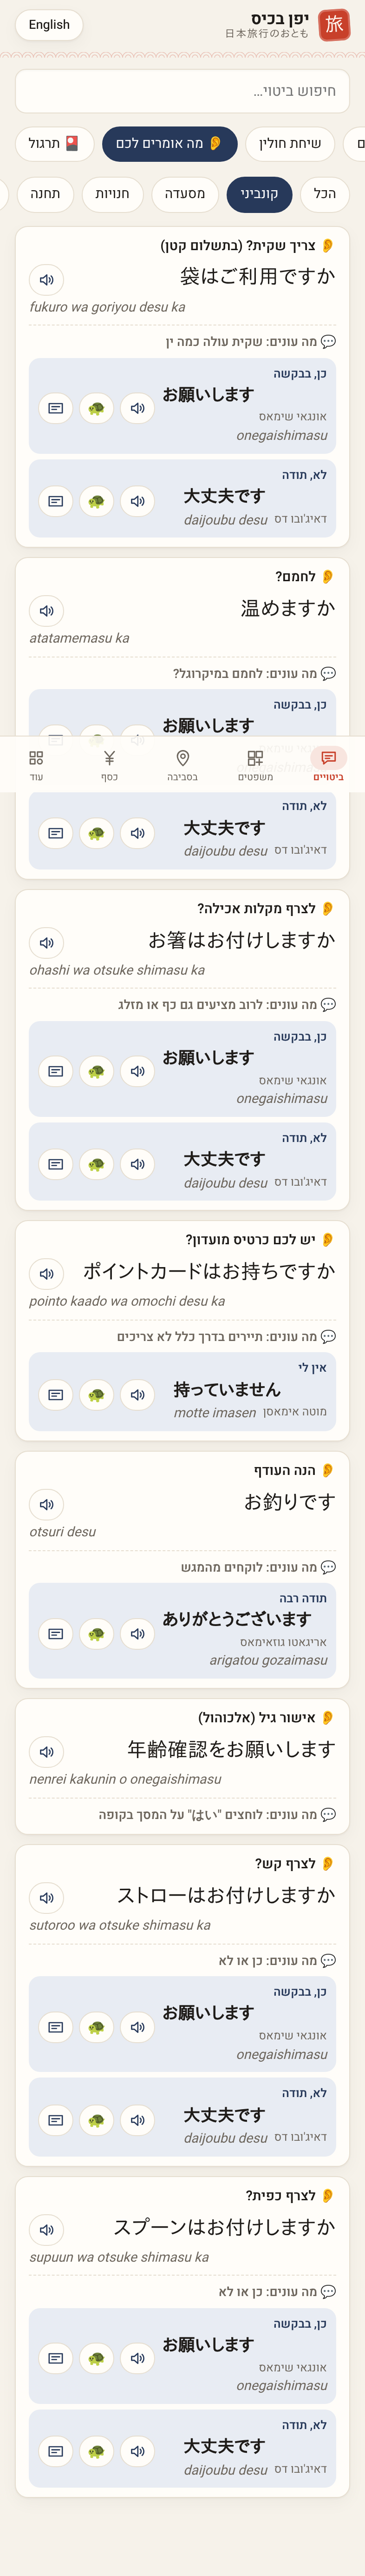 יפן בכיס
日本旅行のおとも
旅
English
חיפוש ביטוי...
שיחת חולין
👂 מה אומרים לכם
🎴 תרגול
הכל
קונביני
מסעדה
חנויות
תחנה
👂 צריך שקית? (בתשלום קטן)
袋はご利用ですか
fukuro wa goriyou desu ka
💬 מה עונים: שקית עולה כמה ין
כן, בבקשה
お願いします
אונגאי שימאס
onegaishimasu
לא, תודה
大丈夫です
דאיג'ובו דס daijoubu desu
👂 לחמם?
温めますか
atatamemasu ka
💬 מה עונים: לחמם במיקרוגל?
כן, בבקשה
お願いします
ביטויים
משפטים
בסביבה
כסף
עוד
לא, תודה
大丈夫です
דאיג'ובו דס daijoubu desu
👂 לצרף מקלות אכילה?
お箸はお付けしますか
ohashi wa otsuke shimasu ka
💬 מה עונים: לרוב מציעים גם כף או מזלג
כן, בבקשה
お願いします
אונגאי שימאס
onegaishimasu
לא, תודה
大丈夫です
דאיג'ובו דס daijoubu desu
👂 יש לכם כרטיס מועדון?
ポイントカードはお持ちですか
pointo kaado wa omochi desu ka
💬 מה עונים: תיירים בדרך כלל לא צריכים
אין לי
持っていません
מוטה אימאסן motte imasen
👂 הנה העודף
お釣りです
otsuri desu
💬 מה עונים: לוקחים מהמגש
תודה רבה
ありがとうございます
אריגאטו גוזאימאס
arigatou gozaimasu
👂 אישור גיל (אלכוהול)
年齢確認をお願いします
nenrei kakunin o onegaishimasu
💬 מה עונים: לוחצים "はい" על המסך בקופה
👂 לצרף קש?
ストローはお付けしますか
sutoroo wa otsuke shimasu ka
💬 מה עונים: כן או לא
כן, בבקשה
お願いします
אונגאי שימאס
onegaishimasu
לא, תודה
大丈夫です
דאיג'ובו דס daijoubu desu
👂 לצרף כפית?
スプーンはお付けしますか
supuun wa otsuke shimasu ka
💬 מה עונים: כן או לא
כן, בבקשה
お願いします
אונגאי שימאס
onegaishimasu
לא, תודה
大丈夫です
דאיג'ובו דס daijoubu desu